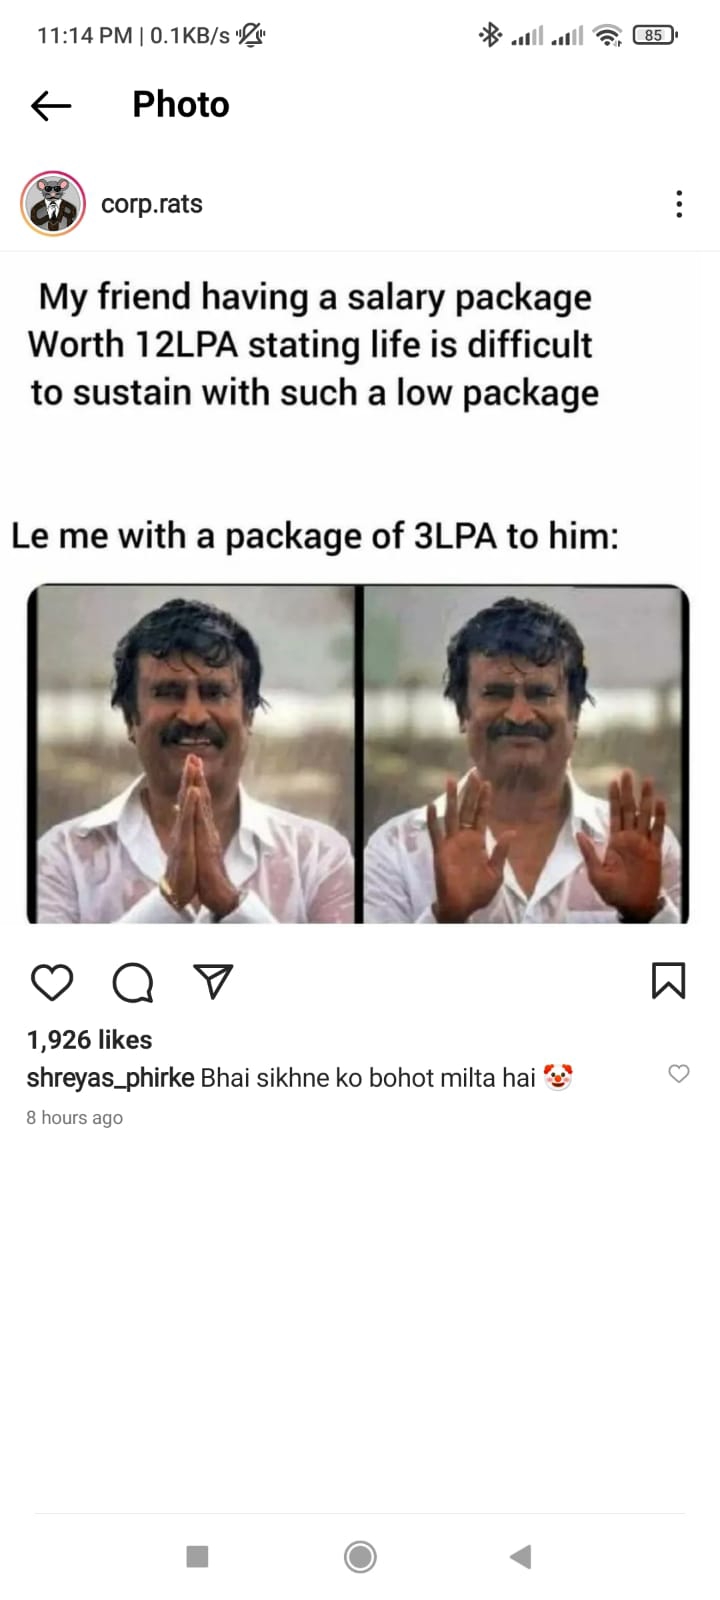 11:14 PM | 0.1KB/s
85
Photo
corp.rats
My friend having a salary package
Worth 12LPA stating life is difficult
to sustain with such a low package
Le me with a package of 3LPA to him:
1,926 likes
shreyas_phirke Bhai sikhne ko bohot milta hai 🤡
8 hours ago